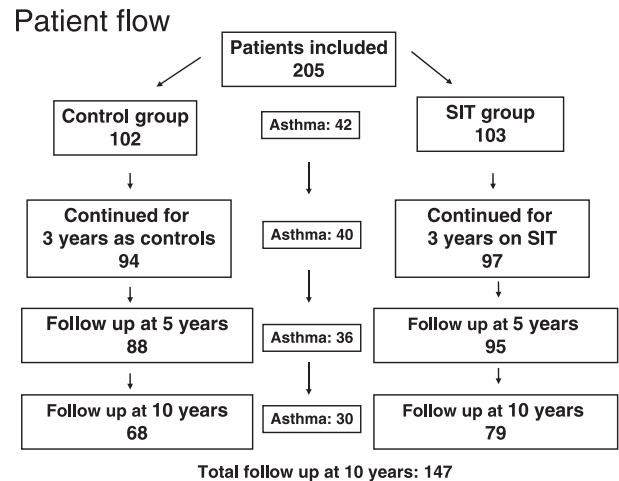 Patient flow
Patients included
205
Control group
102
Asthma: 42
SIT group
103
Continued for
3 years as controls
94
Asthma: 40
Continued for
3 years on SIT
97
Follow up at 5 years
88
Asthma: 36
Follow up at 5 years
95
Follow up at 10 years
68
Asthma: 30
Follow up at 10 years
79
Total follow up at 10 years: 147